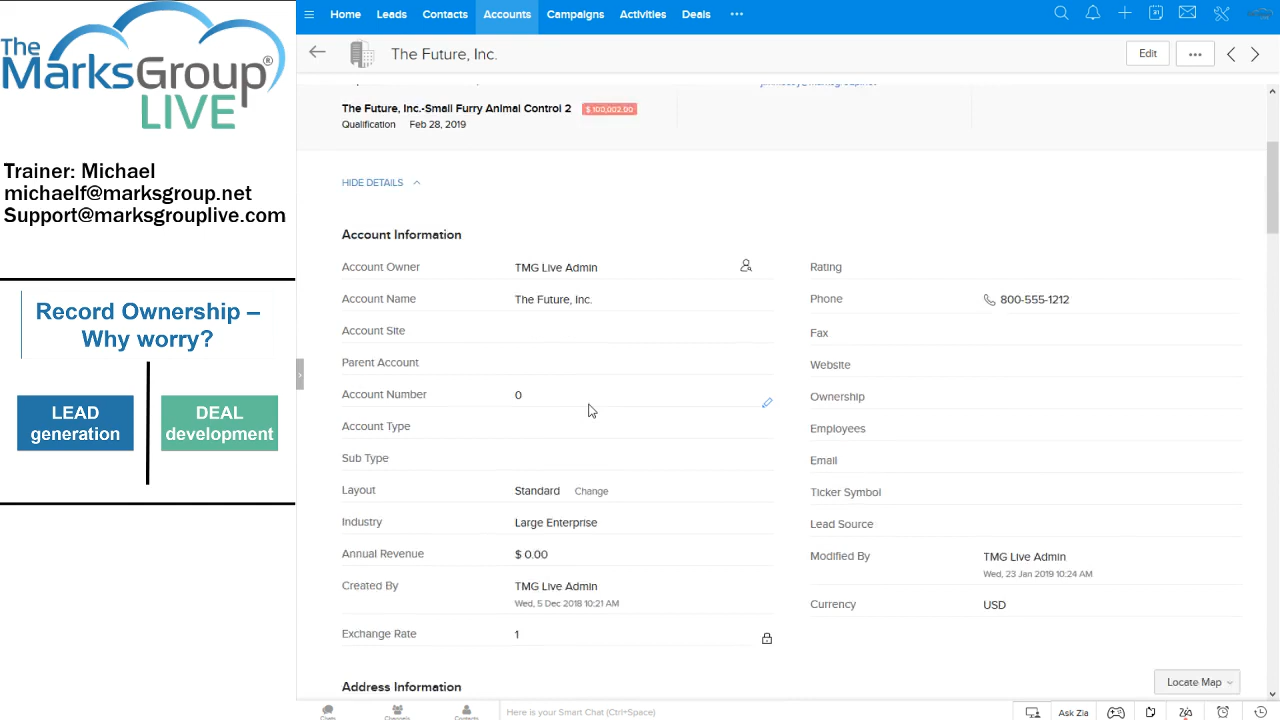 The
MarksGroup®
LIVE
Trainer: Michael
michaelf@marksgroup.net
Support@marksgrouplive.com
Record Ownership –
Why worry?
LEAD
generation
DEAL
development
Home Leads Contacts Accounts Campaigns Activities Deals
The Future, Inc.
Edit
The Future, Inc.-Small Furry Animal Control 2 $ 100,002.00
Qualification Feb 28, 2019
HIDE DETAILS
Account Information
Account Owner TMG Live Admin
Rating
Account Name The Future, Inc.
Phone 800-555-1212
Account Site
Fax
Parent Account
Website
Account Number 0
Ownership
Account Type
Employees
Sub Type
Email
Layout Standard Change
Ticker Symbol
Industry Large Enterprise
Lead Source
Annual Revenue $ 0.00
Modified By TMG Live Admin
Wed, 23 Jan 2019 10:24 AM
Created By TMG Live Admin
Wed, 5 Dec 2018 10:21 AM
Currency USD
Exchange Rate 1
Address Information
Locate Map
Chats Channels Contacts
Here is your Smart Chat (Ctrl+Space)
Ask Zia